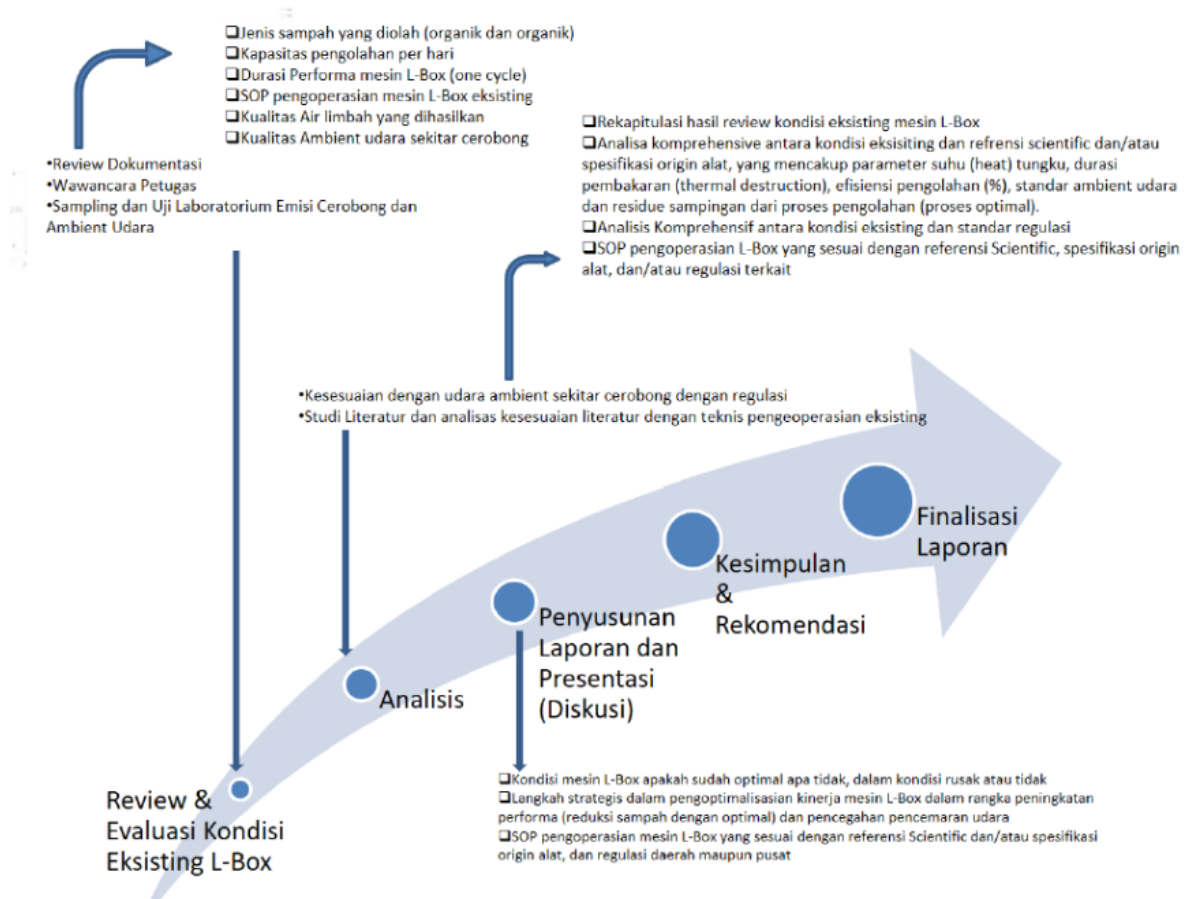 ❑Jenis sampah yang diolah (organik dan organik)
❑Kapasitas pengolahan per hari
❑Durasi Performa mesin L-Box (one cycle)
❑SOP pengoperasian mesin L-Box eksisting
❑Kualitas Air limbah yang dihasilkan
❑Kualitas Ambient udara sekitar cerobong
•Review Dokumentasi
•Wawancara Petugas
•Sampling dan Uji Laboratorium Emisi Cerobong dan
Ambient Udara
❑Rekapitulasi hasil review kondisi eksisting mesin L-Box
❑Analisa komprehensive antara kondisi eksisiting dan refrensi scientific dan/atau
spesifikasi origin alat, yang mencakup parameter suhu (heat) tungku, durasi
pembakaran (thermal destruction), efisiensi pengolahan (%), standar ambient udara
dan residue sampingan dari proses pengolahan (proses optimal).
❑Analisis Komprehensif antara kondisi eksisting dan standar regulasi
❑SOP pengoperasian L-Box yang sesuai dengan referensi Scientific, spesifikasi origin
alat, dan/atau regulasi terkait
•Kesesuaian dengan udara ambient sekitar cerobong dengan regulasi
•Studi Literatur dan analisas kesesuaian literatur dengan teknis pengeoperasian eksisting
Finalisasi
Laporan
Kesimpulan
&
Rekomendasi
Penyusunan
Laporan dan
Presentasi
(Diskusi)
Analisis
Review &
Evaluasi Kondisi
Eksisting L-Box
❑Kondisi mesin L-Box apakah sudah optimal apa tidak, dalam kondisi rusak atau tidak
❑Langkah strategis dalam pengoptimalisasian kinerja mesin L-Box dalam rangka peningkatan
performa (reduksi sampah dengan optimal) dan pencegahan pencemaran udara
❑SOP pengoperasian mesin L-Box yang sesuai dengan referensi Scientific dan/atau spesifikasi
origin alat, dan regulasi daerah maupun pusat